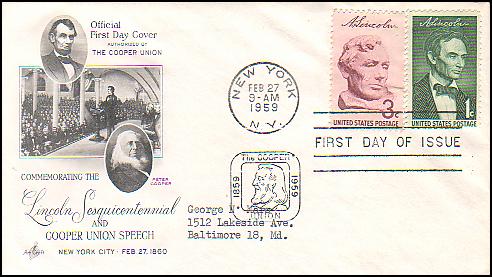 Official
First Day Cover
AUTHORIZED BY
THE COOPER UNION
PETER
COOPER
COMMEMORATING THE
Lincoln Sesquicentennial
AND
COOPER UNION SPEECH
ArtCraft
NEW YORK CITY - FEB. 27, 1860
NEW YORK
FEB 27
9-AM
1959
N.Y.
A. Lincoln
3c
UNITED STATES POSTAGE
A. Lincoln
1c
UNITED STATES POSTAGE
FIRST DAY OF ISSUE
The COOPER
1859 1959
UNION
George
1512 Lakeside Ave.
Baltimore 18, Md.